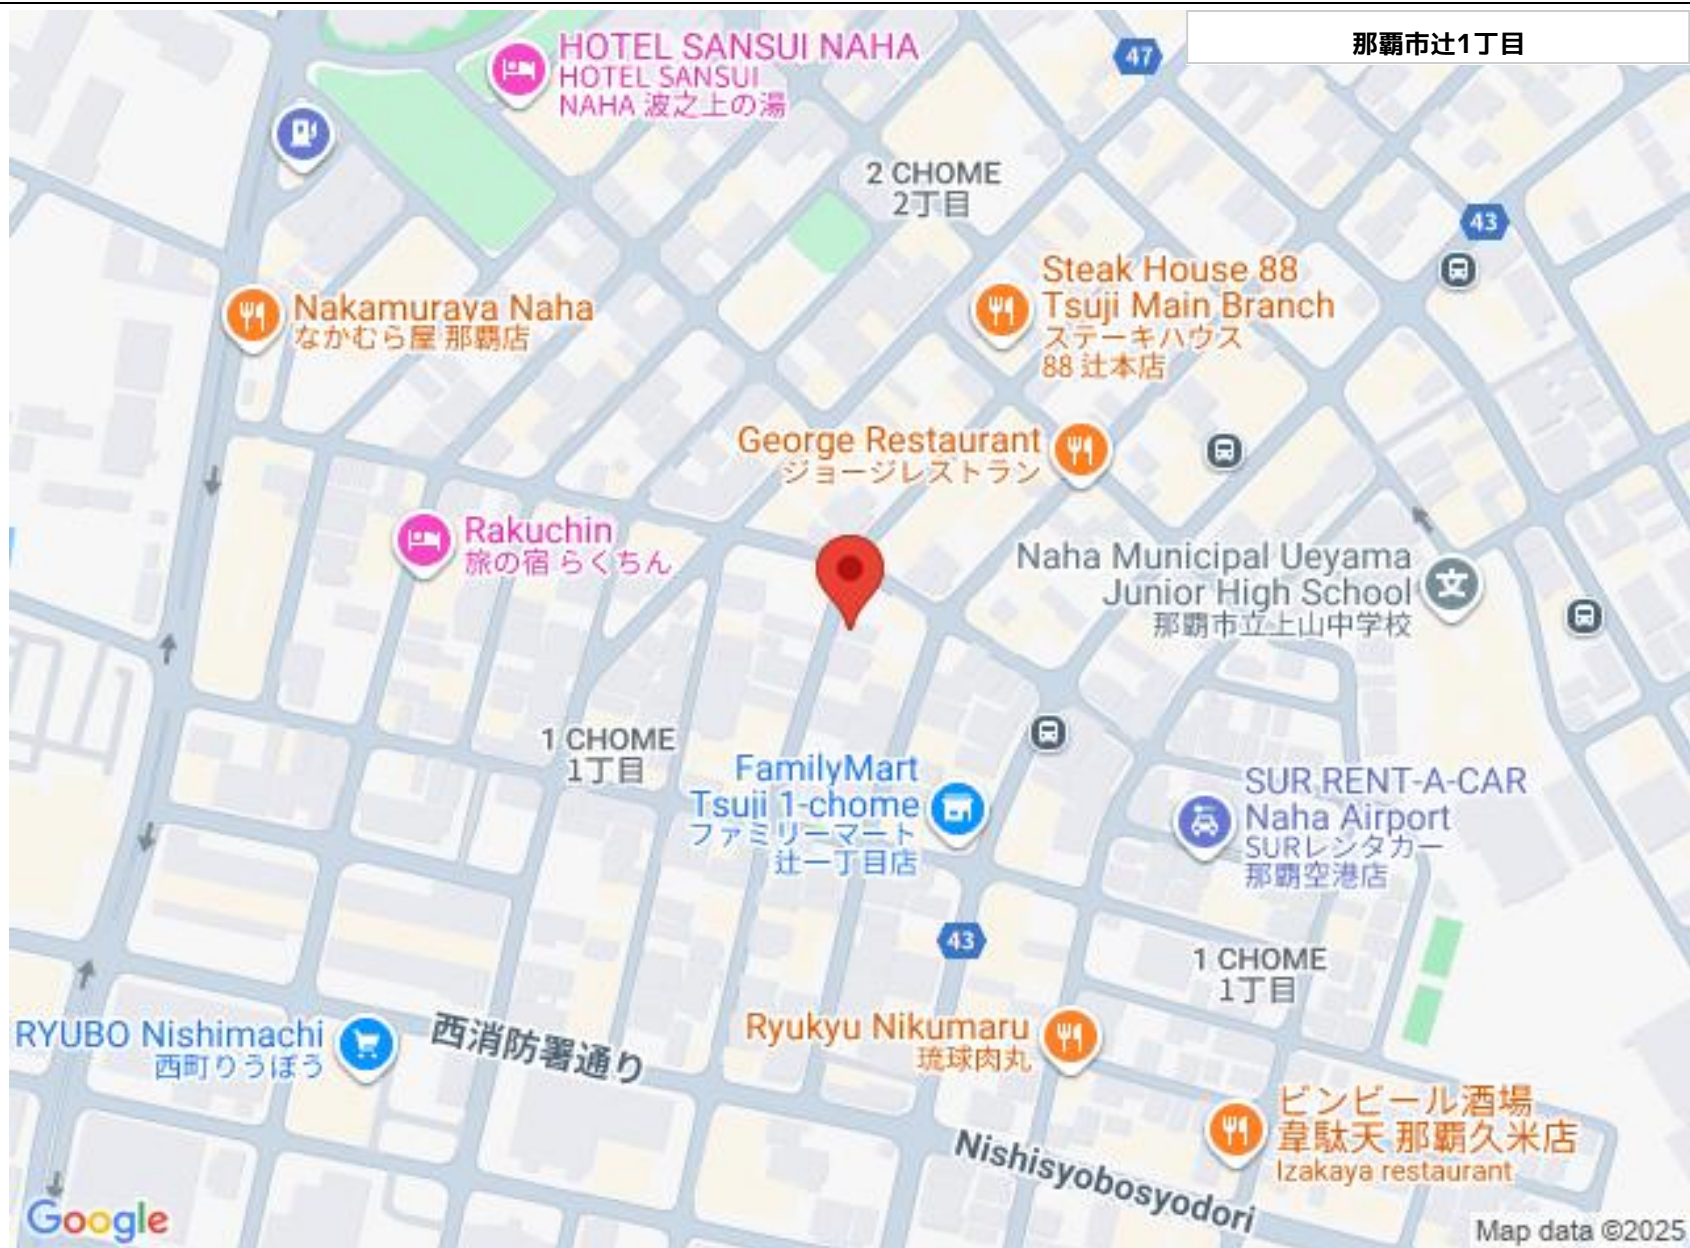 那覇市辻1丁目
HOTEL SANSUI NAHA
HOTEL SANSUI
NAHA 波之上の湯
47
2 CHOME
2丁目
43
Steak House 88
Tsuji Main Branch
ステーキハウス
88 辻本店
Nakamuraya Naha
なかむら屋 那覇店
George Restaurant
ジョージレストラン
Rakuchin
旅の宿 らくちん
Naha Municipal Ueyama
Junior High School
那覇市立上山中学校
文
1 CHOME
1丁目
FamilyMart
Tsuji 1-chome
ファミリーマート
辻一丁目店
SUR RENT-A-CAR
Naha Airport
SURレンタカー
那覇空港店
43
1 CHOME
1丁目
RYUBO Nishimachi
西町りうぼう
西消防署通り
Ryukyu Nikumaru
琉球肉丸
ビンビール酒場
韋駄天 那覇久米店
Izakaya restaurant
Nishisyobosyodori
Google
Map data ©2025